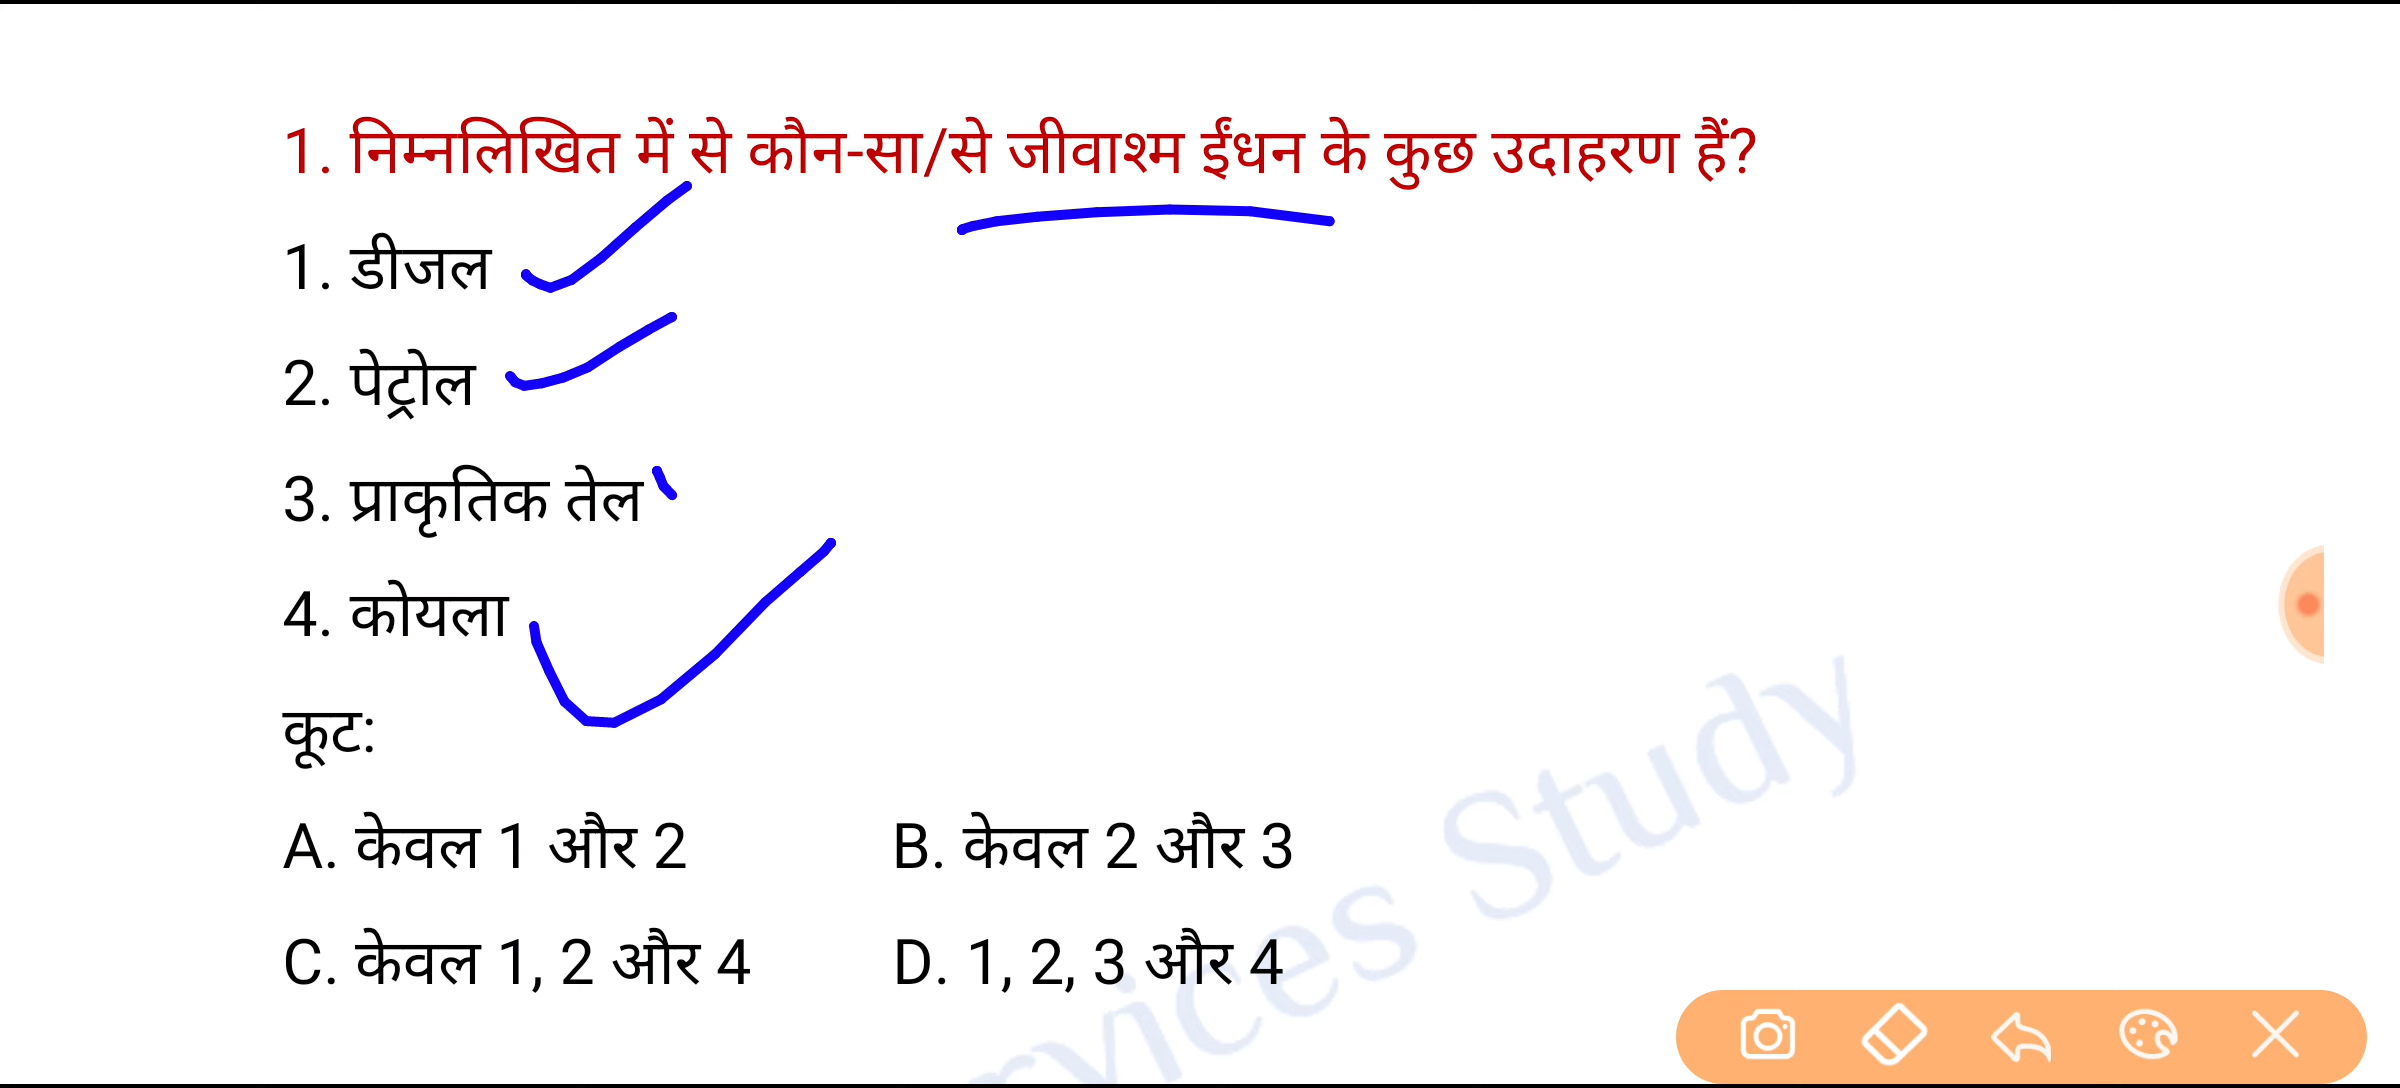 1. निम्नलिखित में से कौन-सा/से जीवाश्म ईंधन के कुछ उदाहरण हैं?
1. डीजल
2. पेट्रोल
3. प्राकृतिक तेल
4. कोयला
कूट:
A. केवल 1 और 2 B. केवल 2 और 3
C. केवल 1, 2 और 4 D. 1, 2, 3 और 4
rvices Study